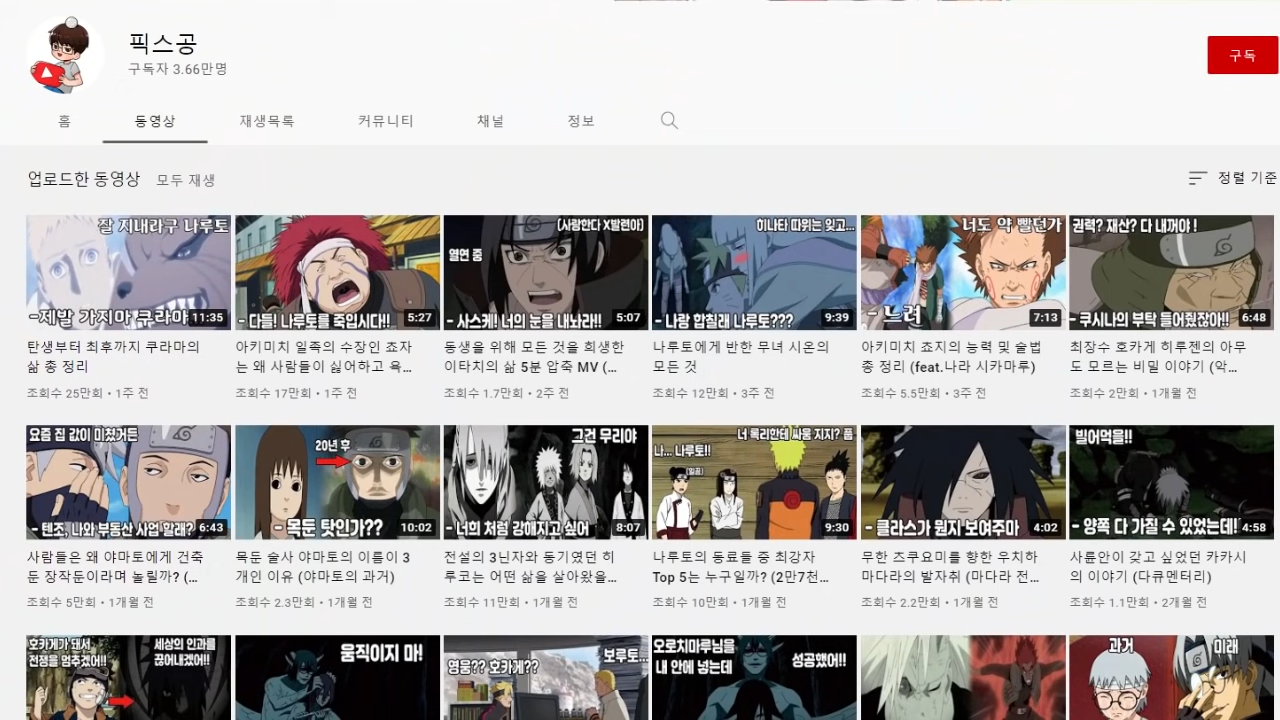 픽스공
구독자 3.66만명
구독
홈 동영상 재생목록 커뮤니티 채널 정보
업로드한 동영상 모두 재생 정렬 기준
잘 지내라구 나루토
-제발 가지마 쿠라마
11:35
- 다들! 나루토를 죽입시다!!
5:27
(사랑한다 X발련아)
열연 중
- 사스케! 너의 눈을 내놔라!!
5:07
히나타 따위는 잊고...
- 나랑 합칠래 나루토???
9:39
너도 약 빨던가
- 느려
7:13
권력? 재산? 다 내꺼야!
- 쿠시나의 부탁 들어줬잖아!!
6:48
탄생부터 최후까지 쿠라마의
삶 총 정리
조회수 25만회 • 1주 전
아키미치 일족의 수장인 죠자
는 왜 사람들이 싫어하고 욕...
조회수 17만회 • 1주 전
동생을 위해 모든 것을 희생한
이타치의 삶 5분 압축 MV (...
조회수 1.7만회 • 2주 전
나루토에게 반한 무녀 시온의
모든 것
조회수 12만회 • 3주 전
아키미치 쵸지의 능력 및 술법
총 정리 (feat.나라 시카마루)
조회수 5.5만회 • 3주 전
최장수 호카게 히루젠의 아무
도 모르는 비밀 이야기 (악...
조회수 2만회 • 1개월 전
요즘 집 값이 미쳤거든
- 텐조, 나와 부동산 사업 할래?
6:43
20년 후
- 목둔 탓인가??
10:02
그건 무리야
- 너희 처럼 강해지고 싶어
8:07
너 록리한테 싸움 지지? 품
나... 나루토!!
(일꼴)
9:30
- 클라스가 뭔지 보여주마
4:02
빌어먹을!!
- 양쪽 다 가질 수 있었는데!
4:58
사람들은 왜 야마토에게 건축
둔 장작둔이라며 놀릴까? (...
조회수 5만회 • 1개월 전
목둔 술사 야마토의 이름이 3
개인 이유 (야마토의 과거)
조회수 2.3만회 • 1개월 전
전설의 3닌자와 동기였던 히
루코는 어떤 삶을 살아왔을...
조회수 11만회 • 1개월 전
나루토의 동료들 중 최강자
Top 5는 누구일까? (2만7천...
조회수 10만회 • 1개월 전
무한 츠쿠요미를 향한 우치하
마다라의 발자취 (마다라 전...
조회수 2.2만회 • 1개월 전
사륜안이 갖고 싶었던 카카시
의 이야기 (다큐멘터리)
조회수 1.1만회 • 2개월 전
호카게가 돼서
전쟁을 멈추겠어!!
세상의 인과를
끊어내겠어!!
움직이지 마!
영웅?? 호카게??
보루토...
오로치마루님을
내 안에 넣는데
성공했어!!
과거
미래